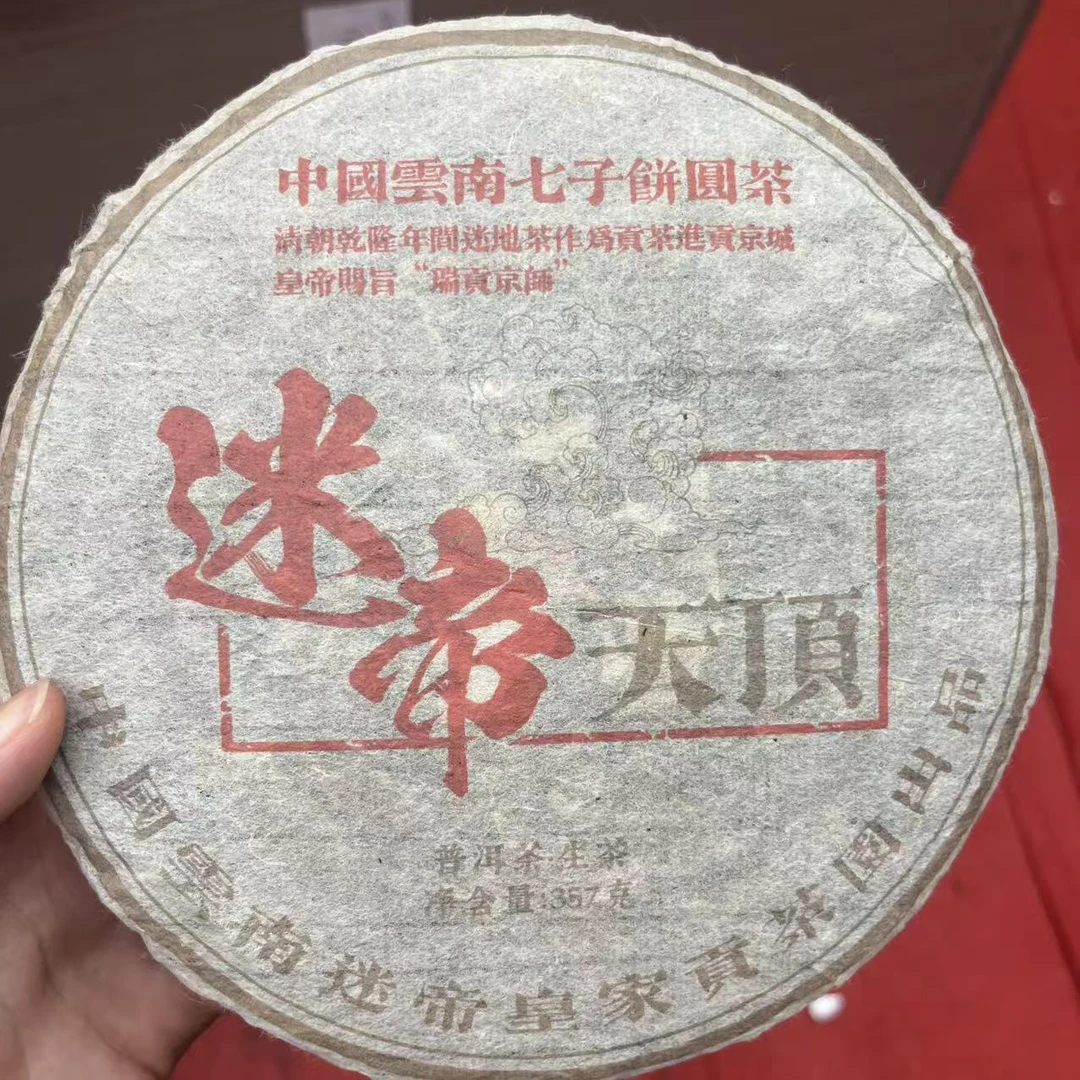 中國雲南七子餅圓茶
清朝乾隆年間迷地茶作爲貢茶進貢京城
皇帝賜旨“瑞貢京師”
迷帝
天頂
普洱茶·生茶
净含量:357克
中國雲南迷帝皇家貢茶園出品